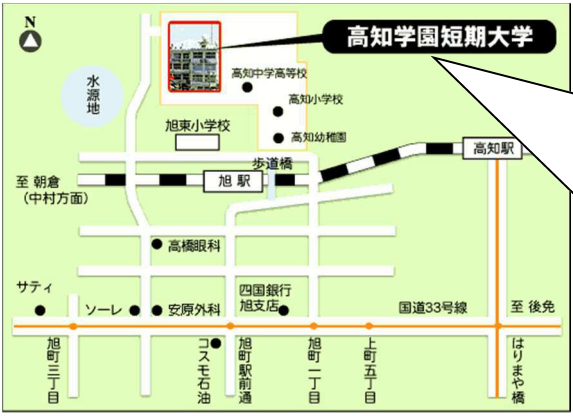 N
高知学園短期大学
水源地
高知中学高等校
高知小学校
高知幼稚園
旭東小学校
歩道橋
高知駅
至 朝倉
(中村方面)
旭 駅
高橋眼科
サティ
ソーレ
安原外科
四国銀行
旭支店
国道33号線
至 後免
旭町三丁目
コスモ石油
旭町駅前通
旭町一丁目
上町五丁目
はりまや橋